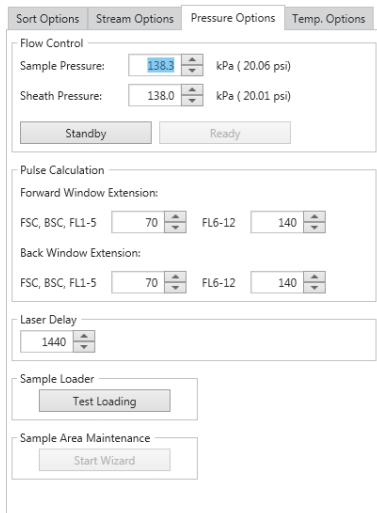 Sort Options Stream Options Pressure Options Temp. Options
Flow Control
Sample Pressure: 138.3 kPa ( 20.06 psi)
Sheath Pressure: 138.0 kPa ( 20.01 psi)
Standby Ready
Pulse Calculation
Forward Window Extension:
FSC, BSC, FL1-5 70 FL6-12 140
Back Window Extension:
FSC, BSC, FL1-5 70 FL6-12 140
Laser Delay
1440
Sample Loader
Test Loading
Sample Area Maintenance
Start Wizard